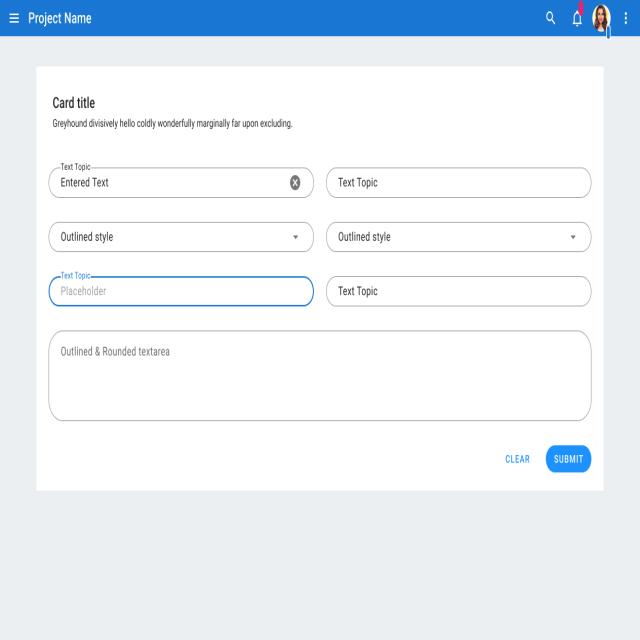 Project Name
Card title
Greyhound divisively hello coldly wonderfully marginally far upon excluding.
Text Topic
Entered Text
Text Topic
Outlined style
Outlined style
Text Topic
Placeholder
Text Topic
Outlined & Rounded textarea
CLEAR
SUBMIT